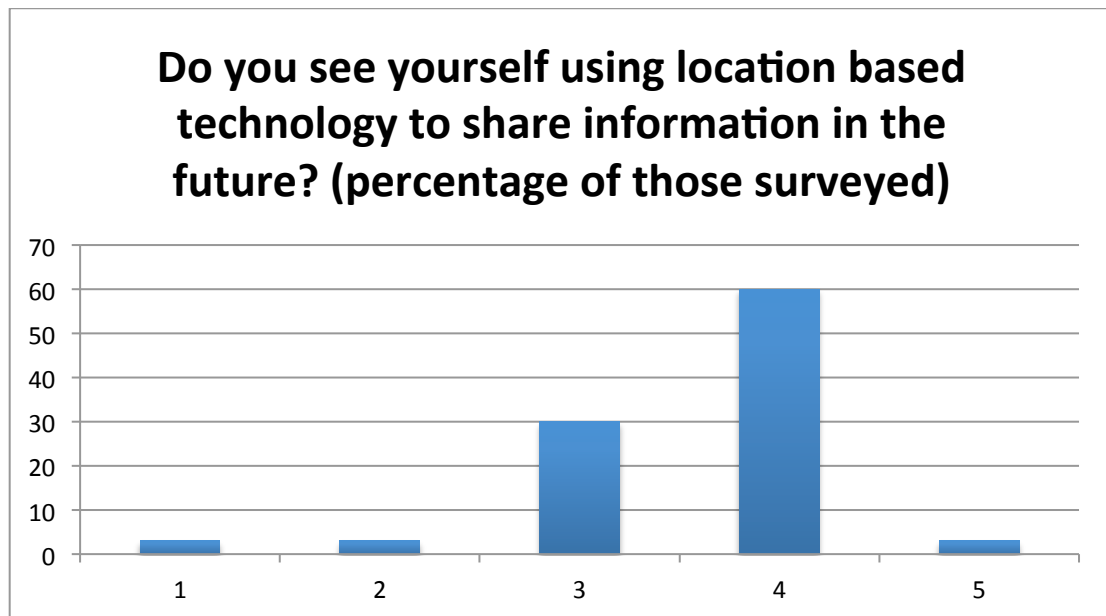 Do you see yourself using location based
technology to share information in the
future? (percentage of those surveyed)
70
60
50
40
30
20
10
0
1 2 3 4 5